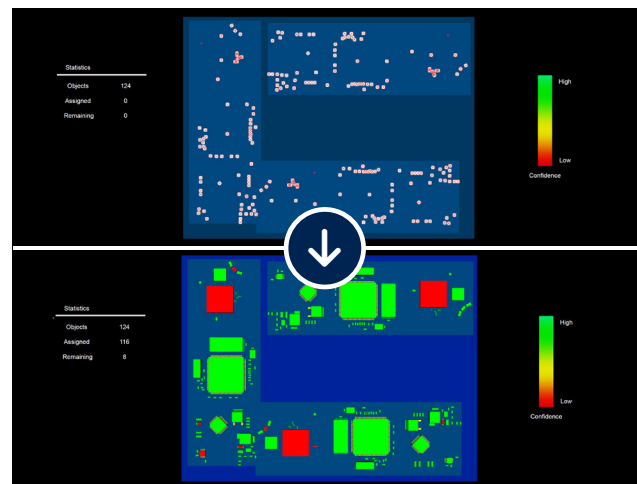 Statistics
Objects 124
Assigned 0
Remaining 0
High
Low
Confidence
Statistics
Objects 124
Assigned 116
Remaining 8
High
Low
Confidence